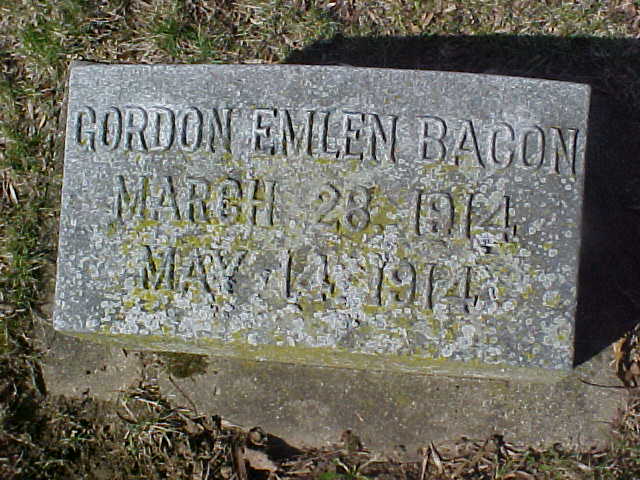 GORDON EMLEN BACON
MARCH 28 1914
MAY 14 1914